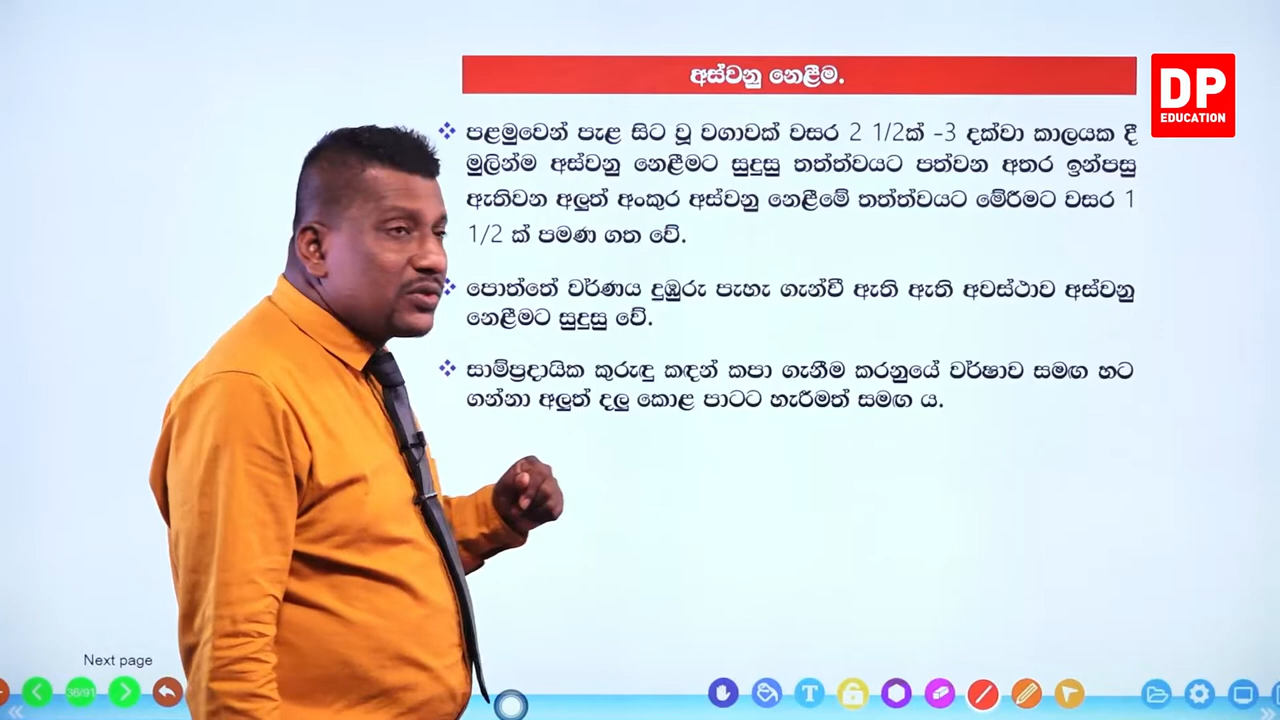 අස්වනු නෙළීම.
DP
EDUCATION
පළමුවෙන් පැළ සිට වූ වගාවක් වසර 2 1/2ක් -3 දක්වා කාලයක දී
මුලින්ම අස්වනු නෙළීමට සුදුසු තත්ත්වයට පත්වන අතර ඉන්පසු
ඇතිවන අලුත් අංකුර අස්වනු නෙළීමේ තත්ත්වයට මේරීමට වසර 1
1/2 ක් පමණ ගත වේ.
පොත්තේ වර්ණය දුඹුරු පැහැ ගැන්වී ඇති ඇති අවස්ථාව අස්වනු
නෙළීමට සුදුසු වේ.
සාම්ප්‍රදායික කුරුඳු කඳන් කපා ගැනීම කරනුයේ වර්ෂාව සමඟ හට
ගන්නා අලුත් දලු කොළ පාටට හැරීමත් සමඟ ය.
Next page
36/91
T